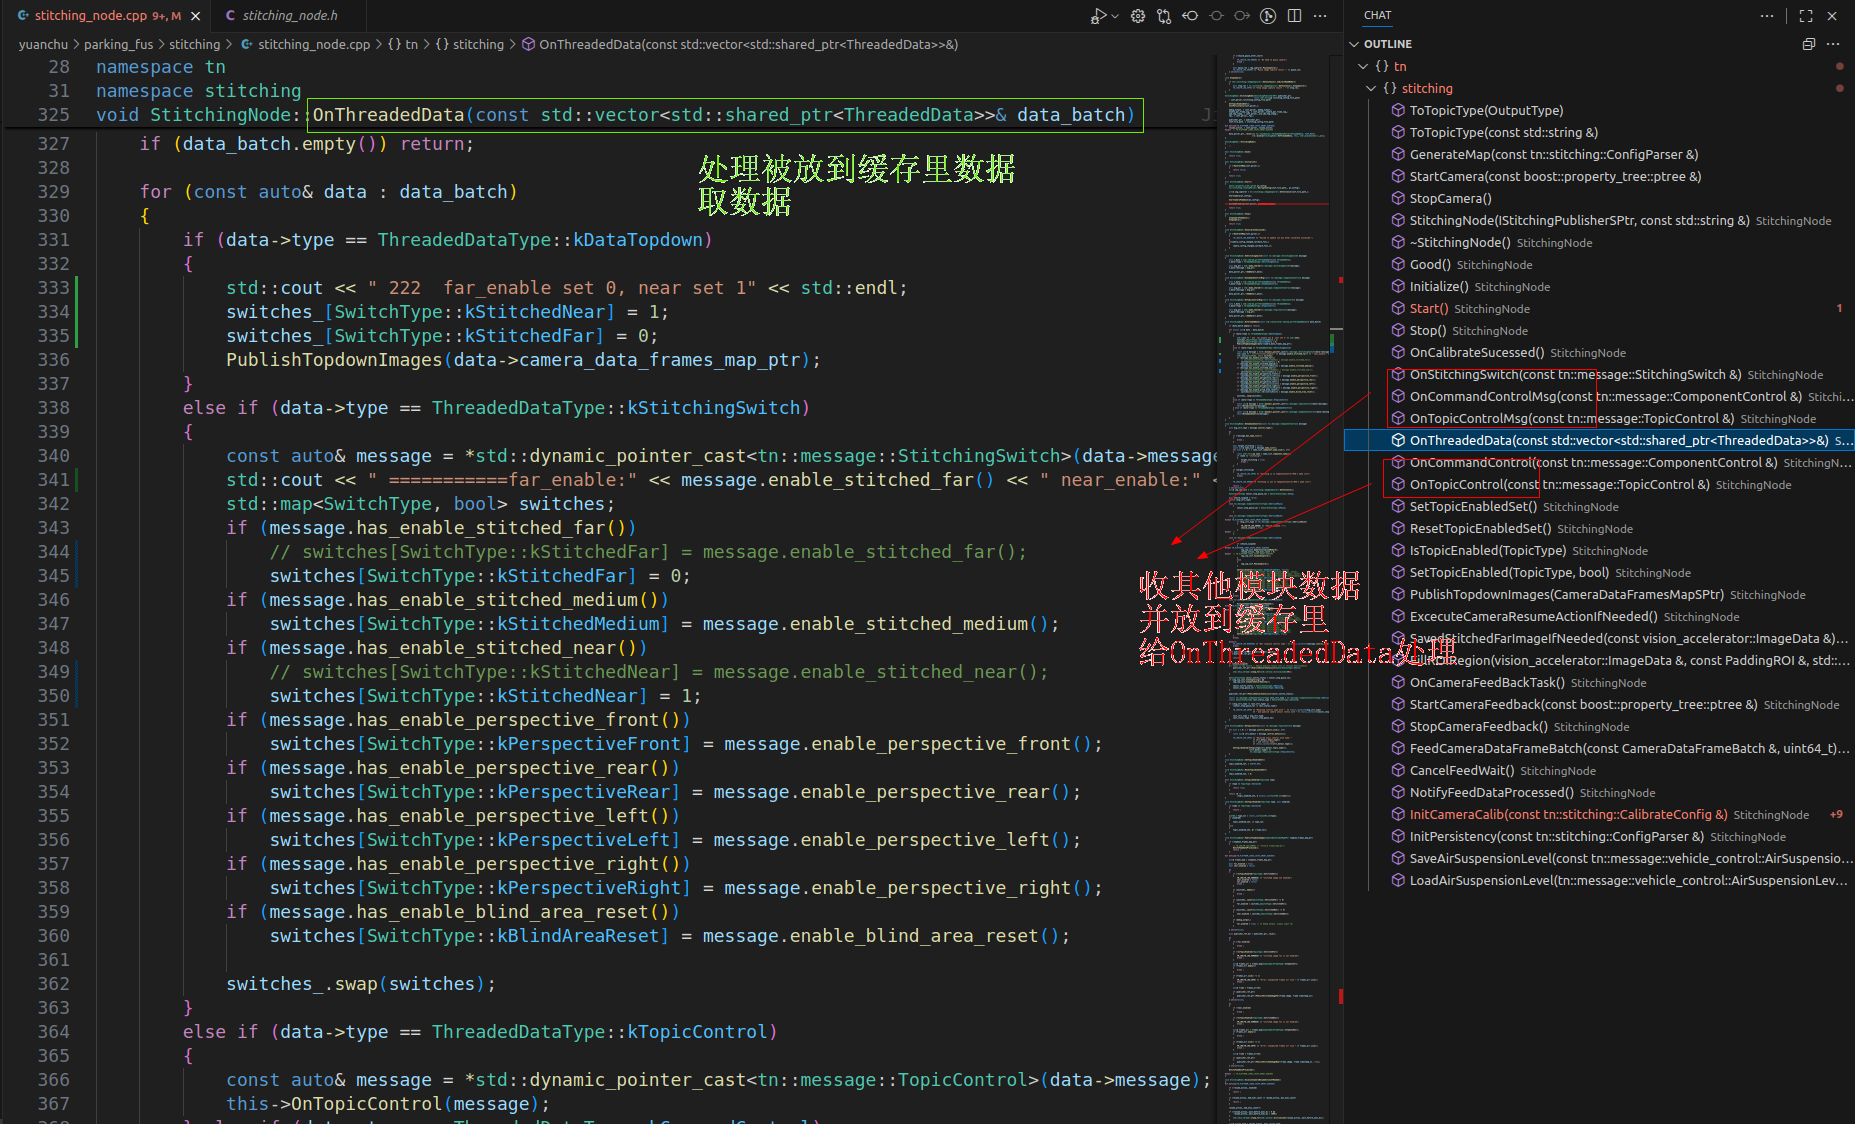 stitching_node.cpp 9+, M
stitching_node.h
yuanchu > parking_fus > stitching > stitching_node.cpp > {} tn > {} stitching > OnThreadedData(const std::vector<std::shared_ptr<ThreadedData>>&)
28 namespace tn
31 namespace stitching
325 void StitchingNode::OnThreadedData(const std::vector<std::shared_ptr<ThreadedData>>& data_batch)
327 if (data_batch.empty()) return;
328
处理被放到缓存里数据
取数据
329 for (const auto& data : data_batch)
330 {
331 if (data->type == ThreadedDataType::kDataTopdown)
332 {
333 std::cout << " 222  far_enable set 0, near set 1" << std::endl;
334 switches_[SwitchType::kStitchedNear] = 1;
335 switches_[SwitchType::kStitchedFar] = 0;
336 PublishTopdownImages(data->camera_data_frames_map_ptr);
337 }
338 else if (data->type == ThreadedDataType::kStitchingSwitch)
339 {
340 const auto& message = *std::dynamic_pointer_cast<tn::message::StitchingSwitch>(data->message
341 std::cout << " ===========far_enable:" << message.enable_stitched_far() << " near_enable:" <
342 std::map<SwitchType, bool> switches;
343 if (message.has_enable_stitched_far())
344 // switches[SwitchType::kStitchedFar] = message.enable_stitched_far();
345 switches[SwitchType::kStitchedFar] = 0;
346 if (message.has_enable_stitched_medium())
347 switches[SwitchType::kStitchedMedium] = message.enable_stitched_medium();
348 if (message.has_enable_stitched_near())
349 // switches[SwitchType::kStitchedNear] = message.enable_stitched_near();
350 switches[SwitchType::kStitchedNear] = 1;
351 if (message.has_enable_perspective_front())
352 switches[SwitchType::kPerspectiveFront] = message.enable_perspective_front();
353 if (message.has_enable_perspective_rear())
354 switches[SwitchType::kPerspectiveRear] = message.enable_perspective_rear();
355 if (message.has_enable_perspective_left())
356 switches[SwitchType::kPerspectiveLeft] = message.enable_perspective_left();
357 if (message.has_enable_perspective_right())
358 switches[SwitchType::kPerspectiveRight] = message.enable_perspective_right();
359 if (message.has_enable_blind_area_reset())
360 switches[SwitchType::kBlindAreaReset] = message.enable_blind_area_reset();
361
362 switches_.swap(switches);
363 }
364 else if (data->type == ThreadedDataType::kTopicControl)
365 {
366 const auto& message = *std::dynamic_pointer_cast<tn::message::TopicControl>(data->message);
367 this->OnTopicControl(message);
收其他模块数据
并放到缓存里
给OnThreadedData处理
CHAT
OUTLINE
{} tn
{} stitching
ToTopicType(OutputType)
ToTopicType(const std::string &)
GenerateMap(const tn::stitching::ConfigParser &)
StartCamera(const boost::property_tree::ptree &)
StopCamera()
StitchingNode(IStitchingPublisherSPtr, const std::string &) StitchingNode
~StitchingNode() StitchingNode
Good() StitchingNode
Initialize() StitchingNode
Start() StitchingNode 1
Stop() StitchingNode
OnCalibrateSucessed() StitchingNode
OnStitchingSwitch(const tn::message::StitchingSwitch &) StitchingNode
OnCommandControlMsg(const tn::message::ComponentControl &) Stitchi...
OnTopicControlMsg(const tn::message::TopicControl &) StitchingNode
OnThreadedData(const std::vector<std::shared_ptr<ThreadedData>>&) S...
OnCommandControl(const tn::message::ComponentControl &) StitchingN...
OnTopicControl(const tn::message::TopicControl &) StitchingNode
SetTopicEnabledSet() StitchingNode
ResetTopicEnabledSet() StitchingNode
IsTopicEnabled(TopicType) StitchingNode
SetTopicEnabled(TopicType, bool) StitchingNode
PublishTopdownImages(CameraDataFramesMapSPtr) StitchingNode
ExcecuteCameraResumeActionIfNeeded() StitchingNode
SavedStitchedFarImageIfNeeded(const vision_accelerator::ImageData &)...
Region(vision_accelerator::ImageData &, const PaddingROI &, std::...
OnCameraFeedBackTask() StitchingNode
StartCameraFeedback(const boost::property_tree::ptree &) StitchingNode
StopCameraFeedback() StitchingNode
FeedCameraDataFrameBatch(const CameraDataFrameBatch &, uint64_t)...
CancelFeedWait() StitchingNode
NotifyFeedDataProcessed() StitchingNode
InitCameraCalib(const tn::stitching::CalibrateConfig &) StitchingNode +9
InitPersistency(const tn::stitching::ConfigParser &) StitchingNode
SaveAirSuspensionLevel(const tn::message::vehicle_control::AirSuspensio...
LoadAirSuspensionLevel(tn::message::vehicle_control::AirSuspensionLev...